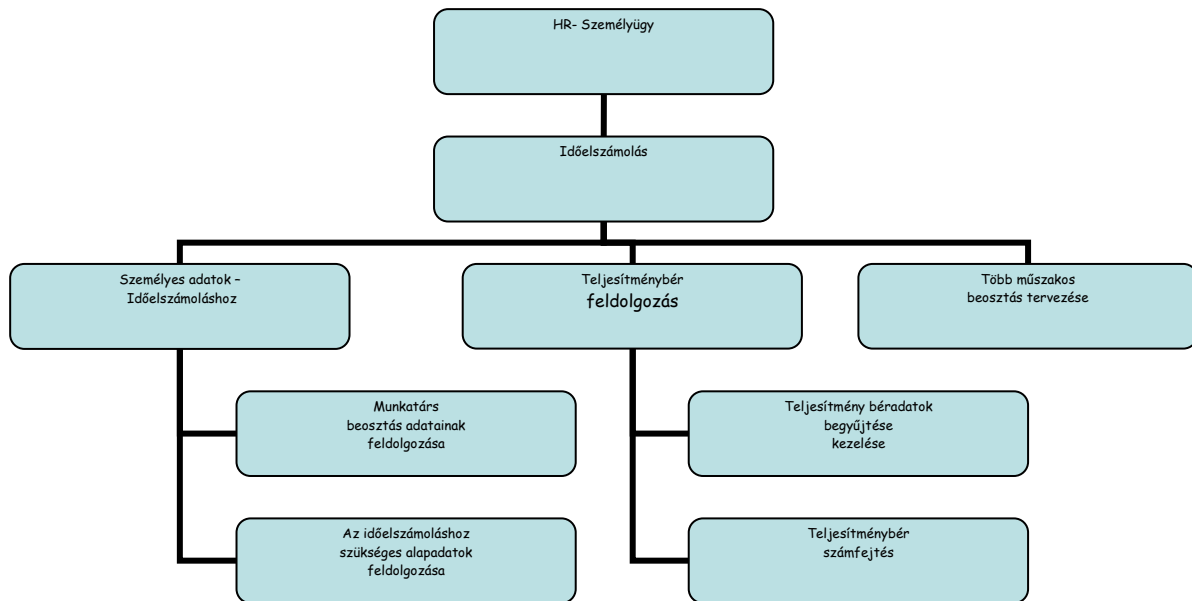 HR- Személyügy
Időelszámolás
Személyes adatok –
Időelszámoláshoz
Teljesítménybér
feldolgozás
Több műszakos
beosztás tervezése
Munkatárs
beosztás adatainak
feldolgozása
Teljesítmény béradatok
begyűjtése
kezelése
Az időelszámoláshoz
szükséges alapadatok
feldolgozása
Teljesítménybér
számfejtés